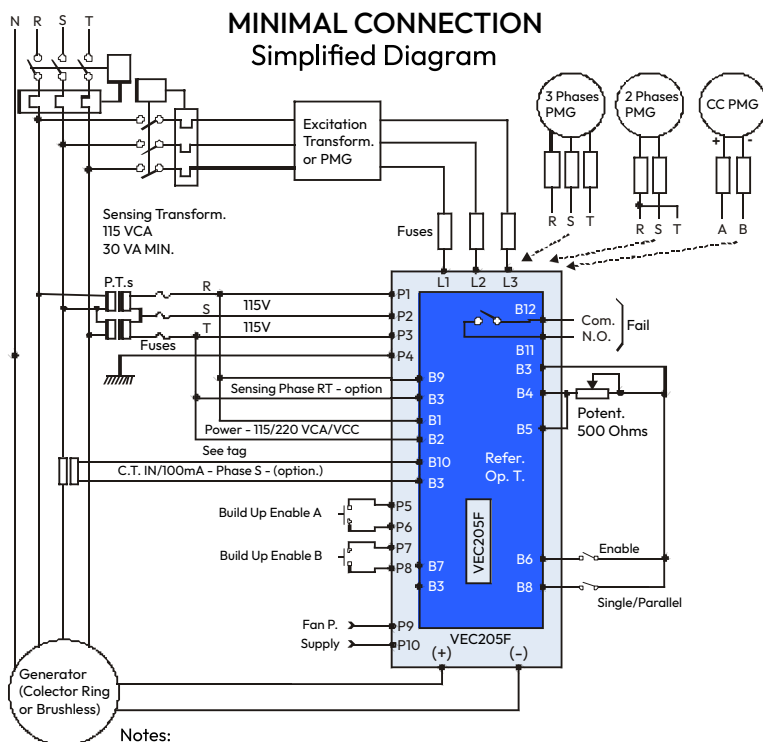 MINIMAL CONNECTION
Simplified Diagram
N R S T
3 Phases
PMG
2 Phases
PMG
CC PMG
+ -
Excitation
Transform.
or PMG
R S T
R S T
A B
Sensing Transform.
115 VCA
30 VA MIN.
Fuses
L1 L2 L3
P.T.s
R
S
T
115V
115V
Fuses
P1
P2
P3
P4
B12
Com.
N.O.
Fail
B11
B3
B4
Potent.
500 Ohms
B5
B9
Sensing Phase RT - option
B3
B1
Power - 115/220 VCA/VCC
B2
See tag
B10
C.T. IN/100mA - Phase S - (option.)
B3
Refer.
Op. T.
VEC205F
Build Up Enable A
P5
P6
Build Up Enable B
P7
P8
B7
B3
B6
Enable
B8
Single/Parallel
Fan P.
P9
Supply
P10
VEC205F
(+) (-)
Generator
(Colector Ring
or Brushless)
Notes: